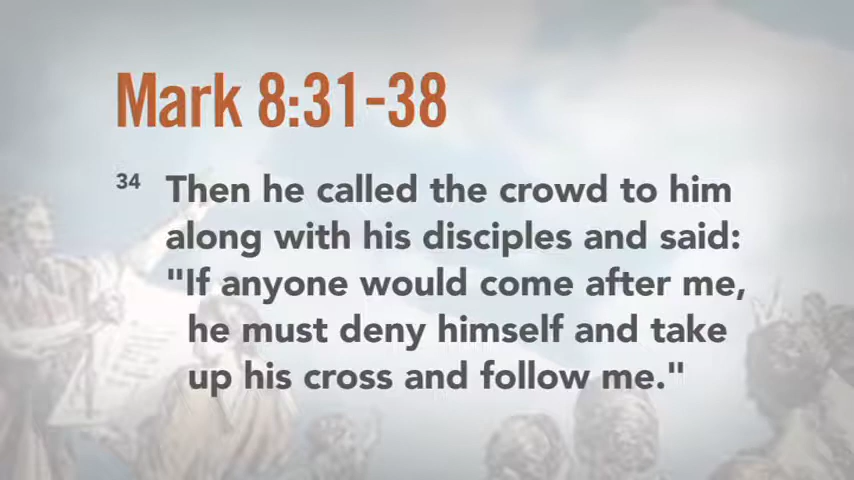 Mark 8:31-38
34 Then he called the crowd to him
along with his disciples and said:
"If anyone would come after me,
he must deny himself and take
up his cross and follow me."